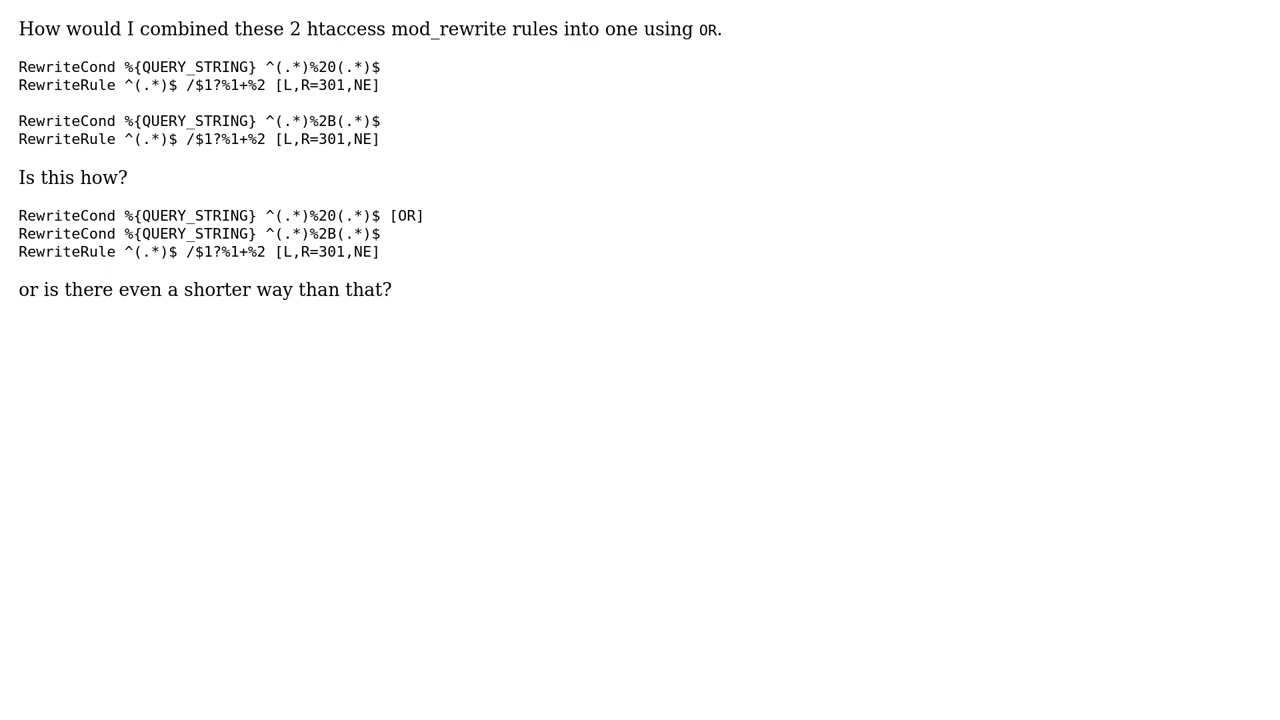 How would I combined these 2 htaccess mod_rewrite rules into one using OR.
RewriteCond %{QUERY_STRING} ^(.*)%20(.*)$
RewriteRule ^(.*)$ /$1?%1+%2 [L,R=301,NE]
RewriteCond %{QUERY_STRING} ^(.*)%2B(.*)$
RewriteRule ^(.*)$ /$1?%1+%2 [L,R=301,NE]
Is this how?
RewriteCond %{QUERY_STRING} ^(.*)%20(.*)$ [OR]
RewriteCond %{QUERY_STRING} ^(.*)%2B(.*)$
RewriteRule ^(.*)$ /$1?%1+%2 [L,R=301,NE]
or is there even a shorter way than that?